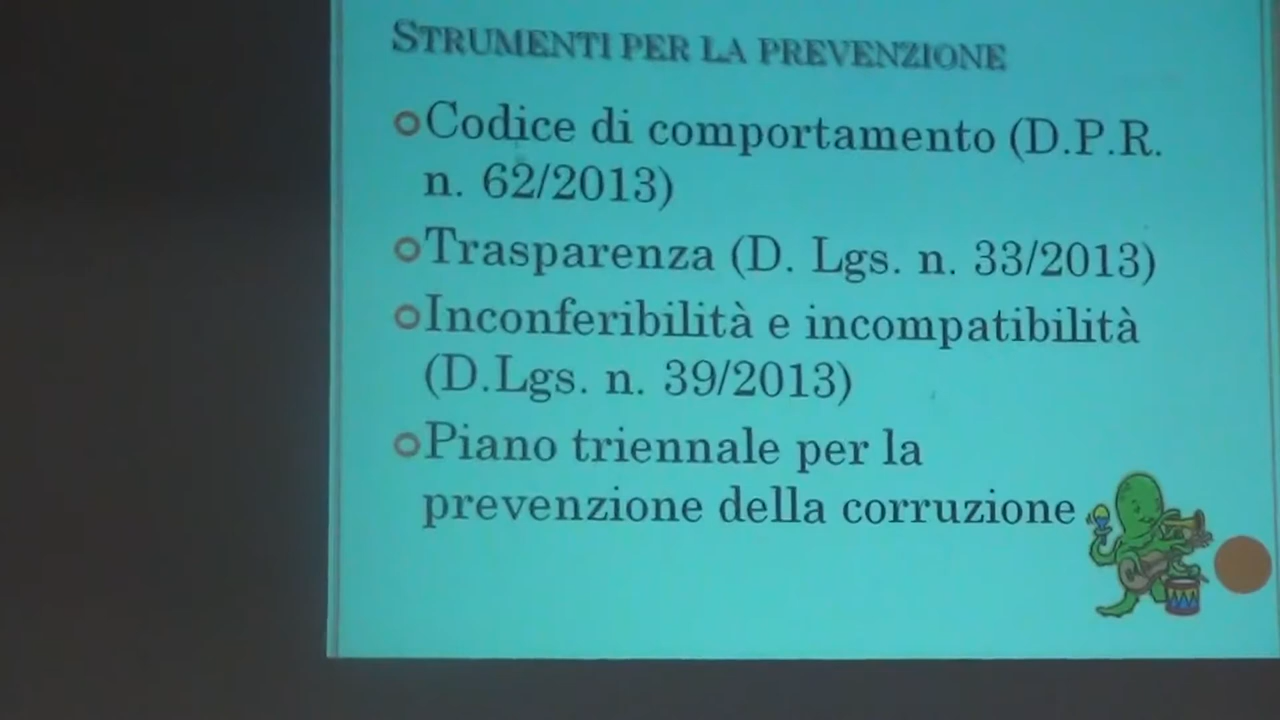 STRUMENTI PER LA PREVENZIONE
Codice di comportamento (D.P.R.
n. 62/2013)
Trasparenza (D. Lgs. n. 33/2013)
Inconferibilità e incompatibilità
(D.Lgs. n. 39/2013)
Piano triennale per la
prevenzione della corruzione